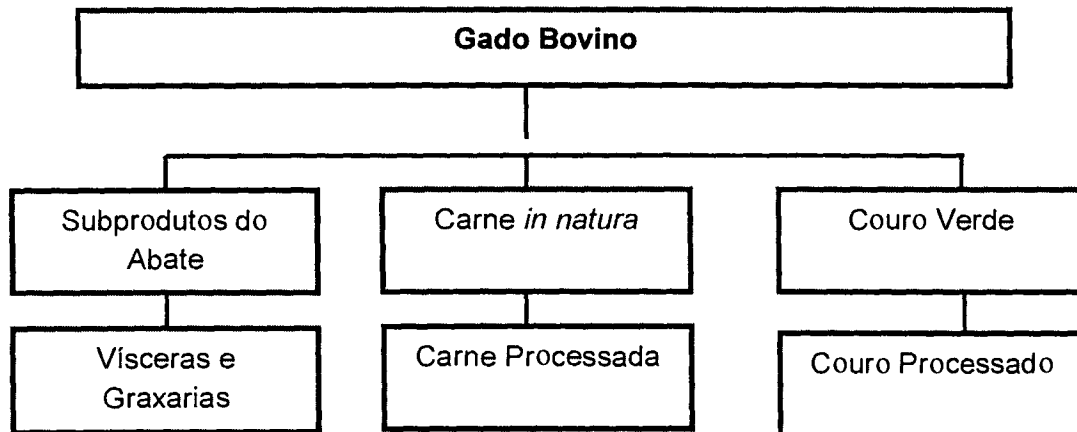 Gado Bovino
Subprodutos do
Abate
Carne in natura
Couro Verde
Vísceras e
Graxarias
Carne Processada
Couro Processado